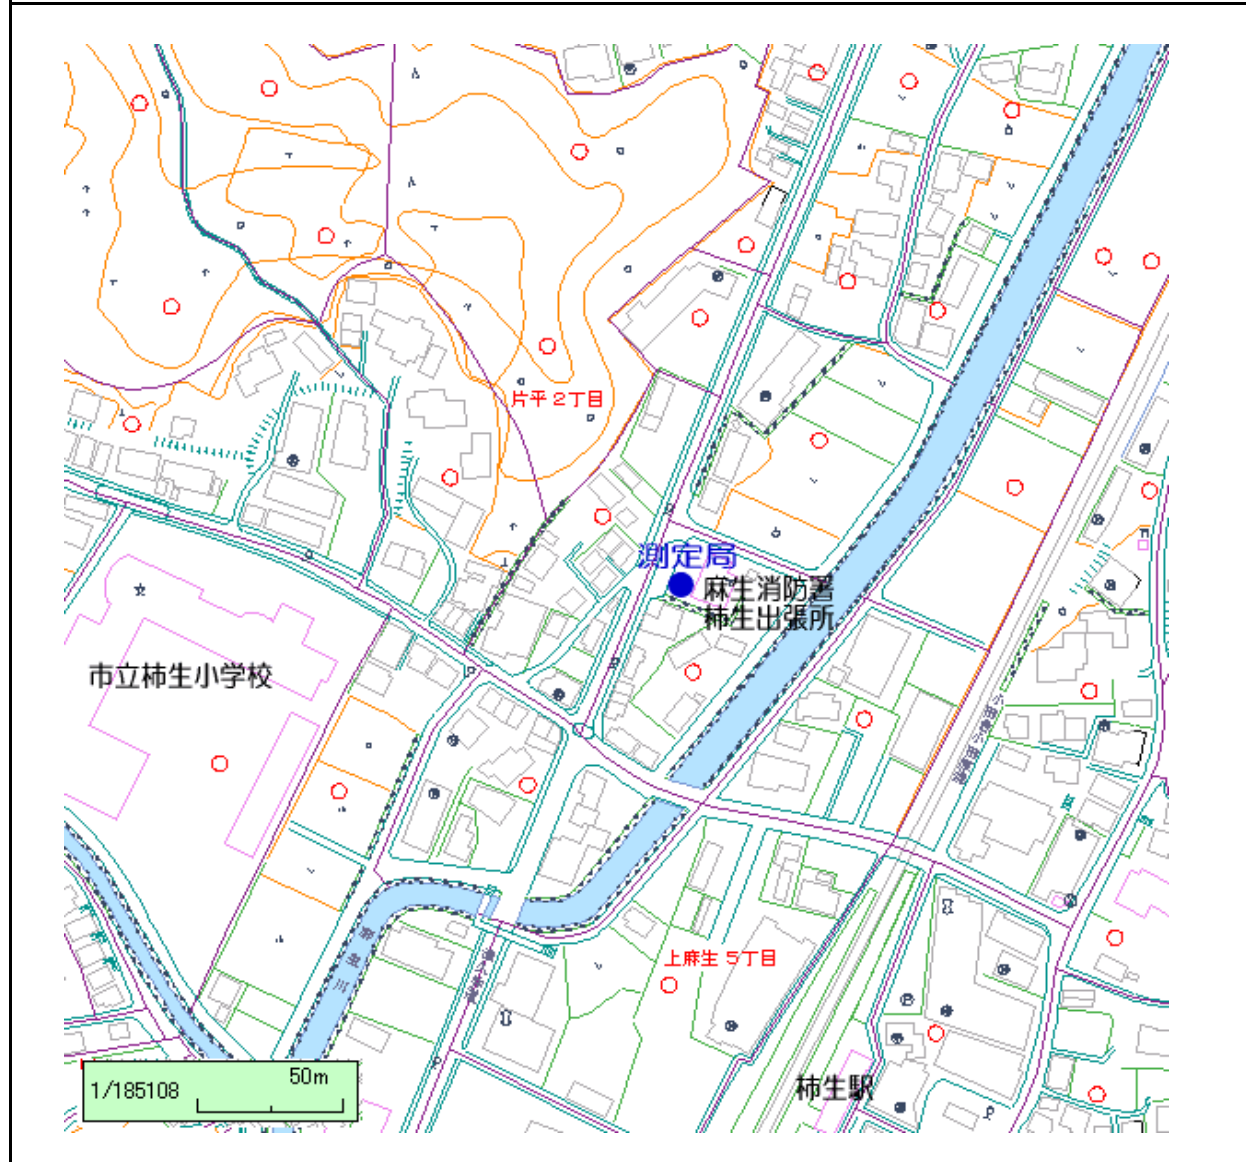 片平 2丁目
測定局
麻生消防署
柿生出張所
市立柿生小学校
上麻生 5丁目
柿生駅
1/185108
50m